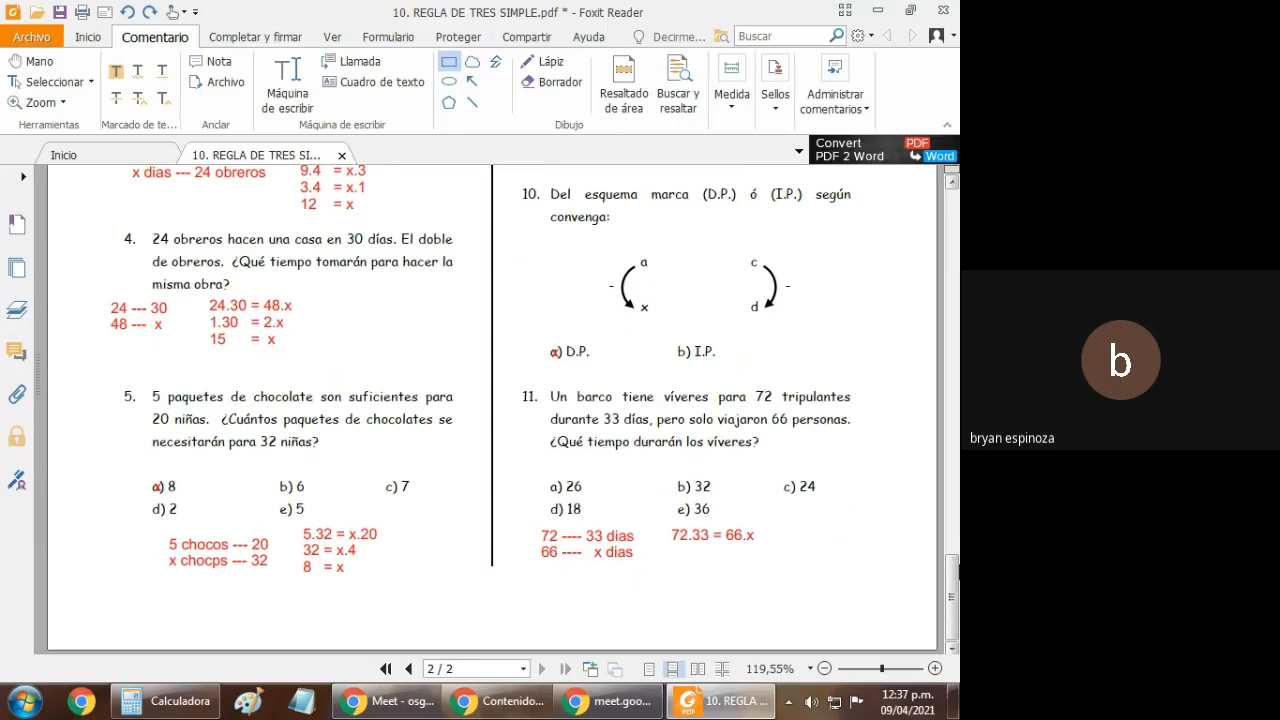 10. REGLA DE TRES SIMPLE.pdf * - Foxit Reader
Archivo Inicio Comentario Completar y firmar Ver Formulario Proteger Compartir Ayuda Decirme... Buscar
Mano
Seleccionar
Zoom
Herramientas
Marcado de te...
Nota
Archivo
Anclar
Máquina
de escribir
Llamada
Cuadro de texto
Máquina de escribir
Lápiz
Borrador
Dibujo
Resaltado
de área
Buscar y
resaltar
Medida
Sellos
Administrar
comentarios
Inicio
10. REGLA DE TRES SI...
Convert
PDF 2 Word
PDF
Word
x dias --- 24 obreros
9.4 = x.3
3.4 = x.1
12 = x
4. 24 obreros hacen una casa en 30 días. El doble
de obreros. ¿Qué tiempo tomarán para hacer la
misma obra?
24 --- 30
48 --- x
24.30 = 48.x
1.30 = 2.x
15 = x
5. 5 paquetes de chocolate son suficientes para
20 niñas. ¿Cuántos paquetes de chocolates se
necesitarán para 32 niñas?
a) 8 b) 6 c) 7
d) 2 e) 5
5 chocos --- 20
x chocps --- 32
5.32 = x.20
32 = x.4
8 = x
10. Del esquema marca (D.P.) ó (I.P.) según
convenga:
a c
- -
x d
a) D.P. b) I.P.
11. Un barco tiene víveres para 72 tripulantes
durante 33 días, pero solo viajaron 66 personas.
¿Qué tiempo durarán los víveres?
a) 26 b) 32 c) 24
d) 18 e) 36
72 ---- 33 dias
66 ---- x dias
72.33 = 66.x
2 / 2
119,55%
b
bryan espinoza
Calculadora
Meet - osg...
Contenido...
meet.goo...
10. REGLA ...
12:37 p.m.
09/04/2021